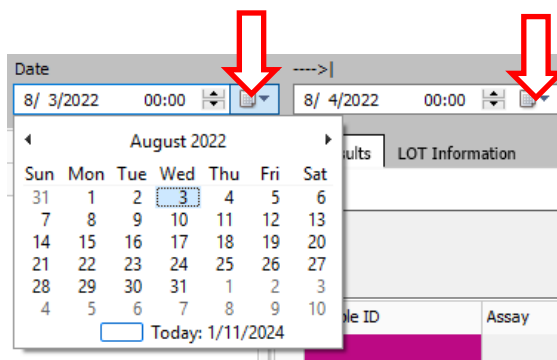 Date ---->|
8/ 3/2022 00:00 8/ 4/2022 00:00
August 2022
LOT Information
Sun Mon Tue Wed Thu Fri Sat
31 1 2 3 4 5 6
7 8 9 10 11 12 13
14 15 16 17 18 19 20
21 22 23 24 25 26 27
28 29 30 31 1 2 3
4 5 6 7 8 9 10
ID Assay
Today: 1/11/2024